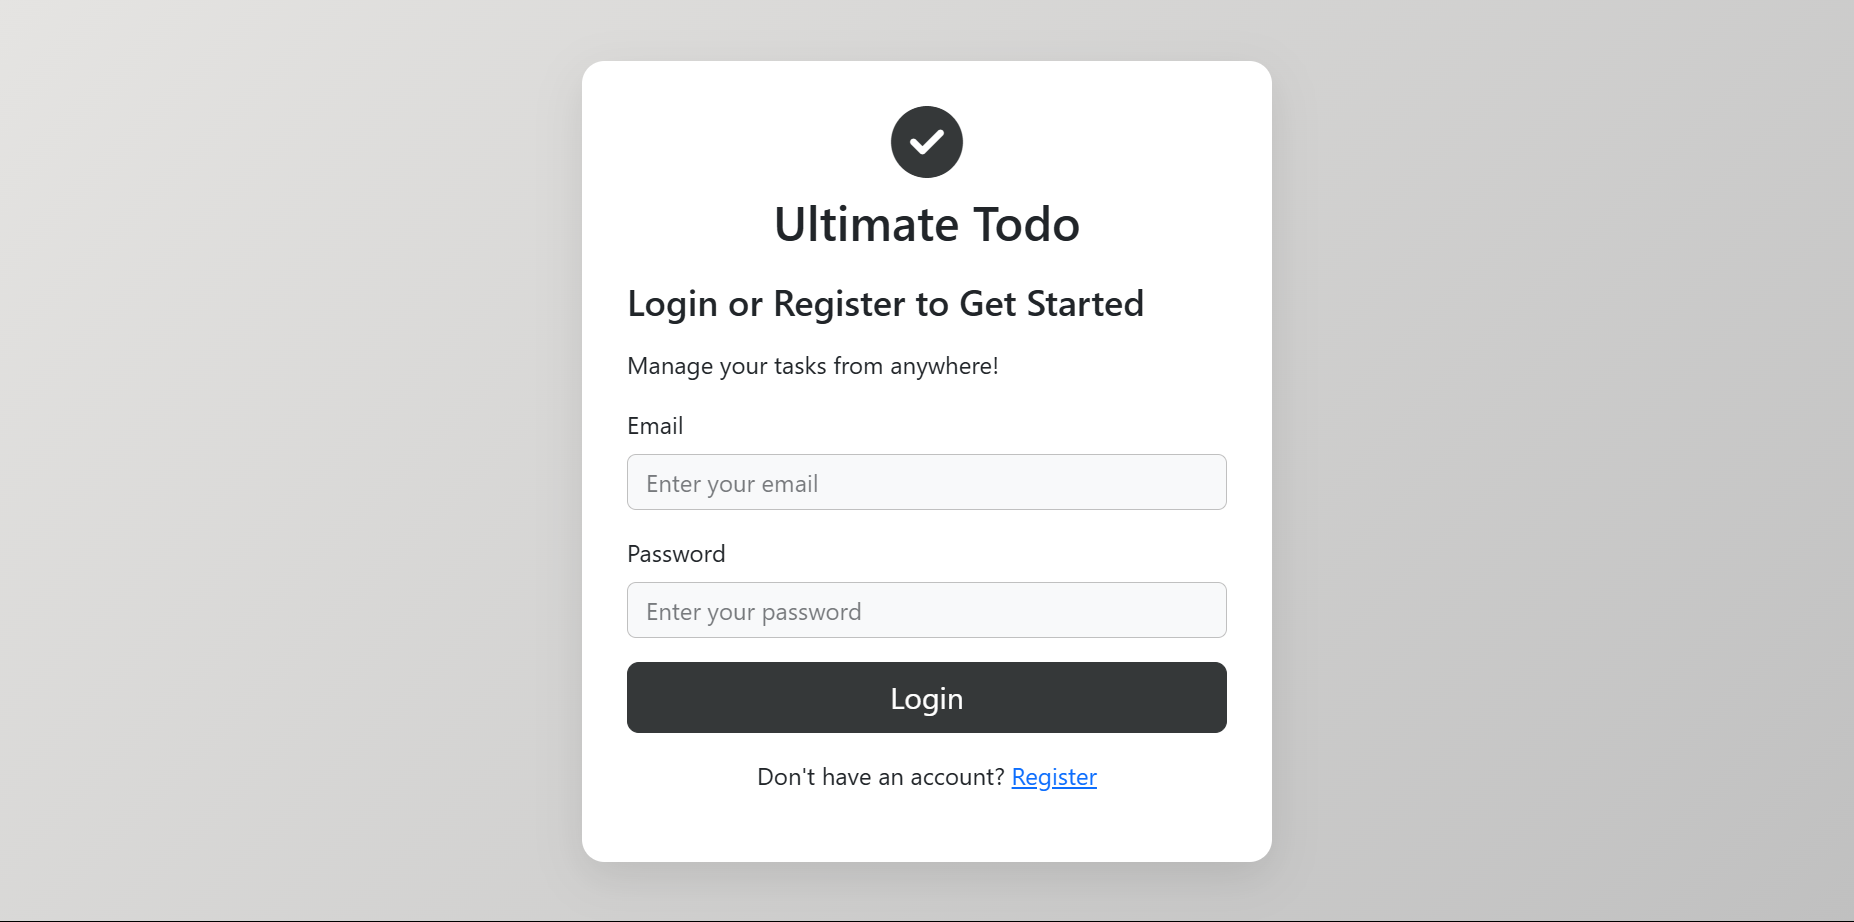 Ultimate Todo
Login or Register to Get Started
Manage your tasks from anywhere!
Email
Enter your email
Password
Enter your password
Login
Don't have an account? Register